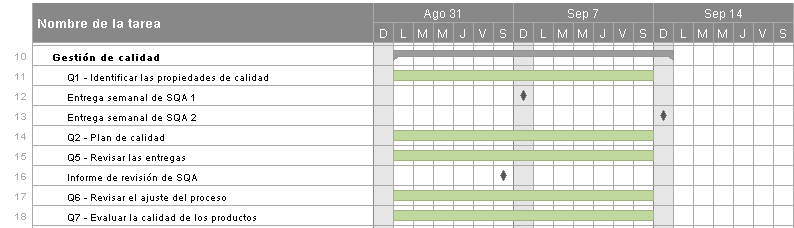 Nombre de la tarea
Ago 31 Sep 7 Sep 14
D L M M J V S D L M M J V S D L M M J V S
10 Gestión de calidad
11 Q1 - Identificar las propiedades de calidad
12 Entrega semanal de SQA 1
13 Entrega semanal de SQA 2
14 Q2 - Plan de calidad
15 Q5 - Revisar las entregas
16 Informe de revisión de SQA
17 Q6 - Revisar el ajuste del proceso
18 Q7 - Evaluar la calidad de los productos